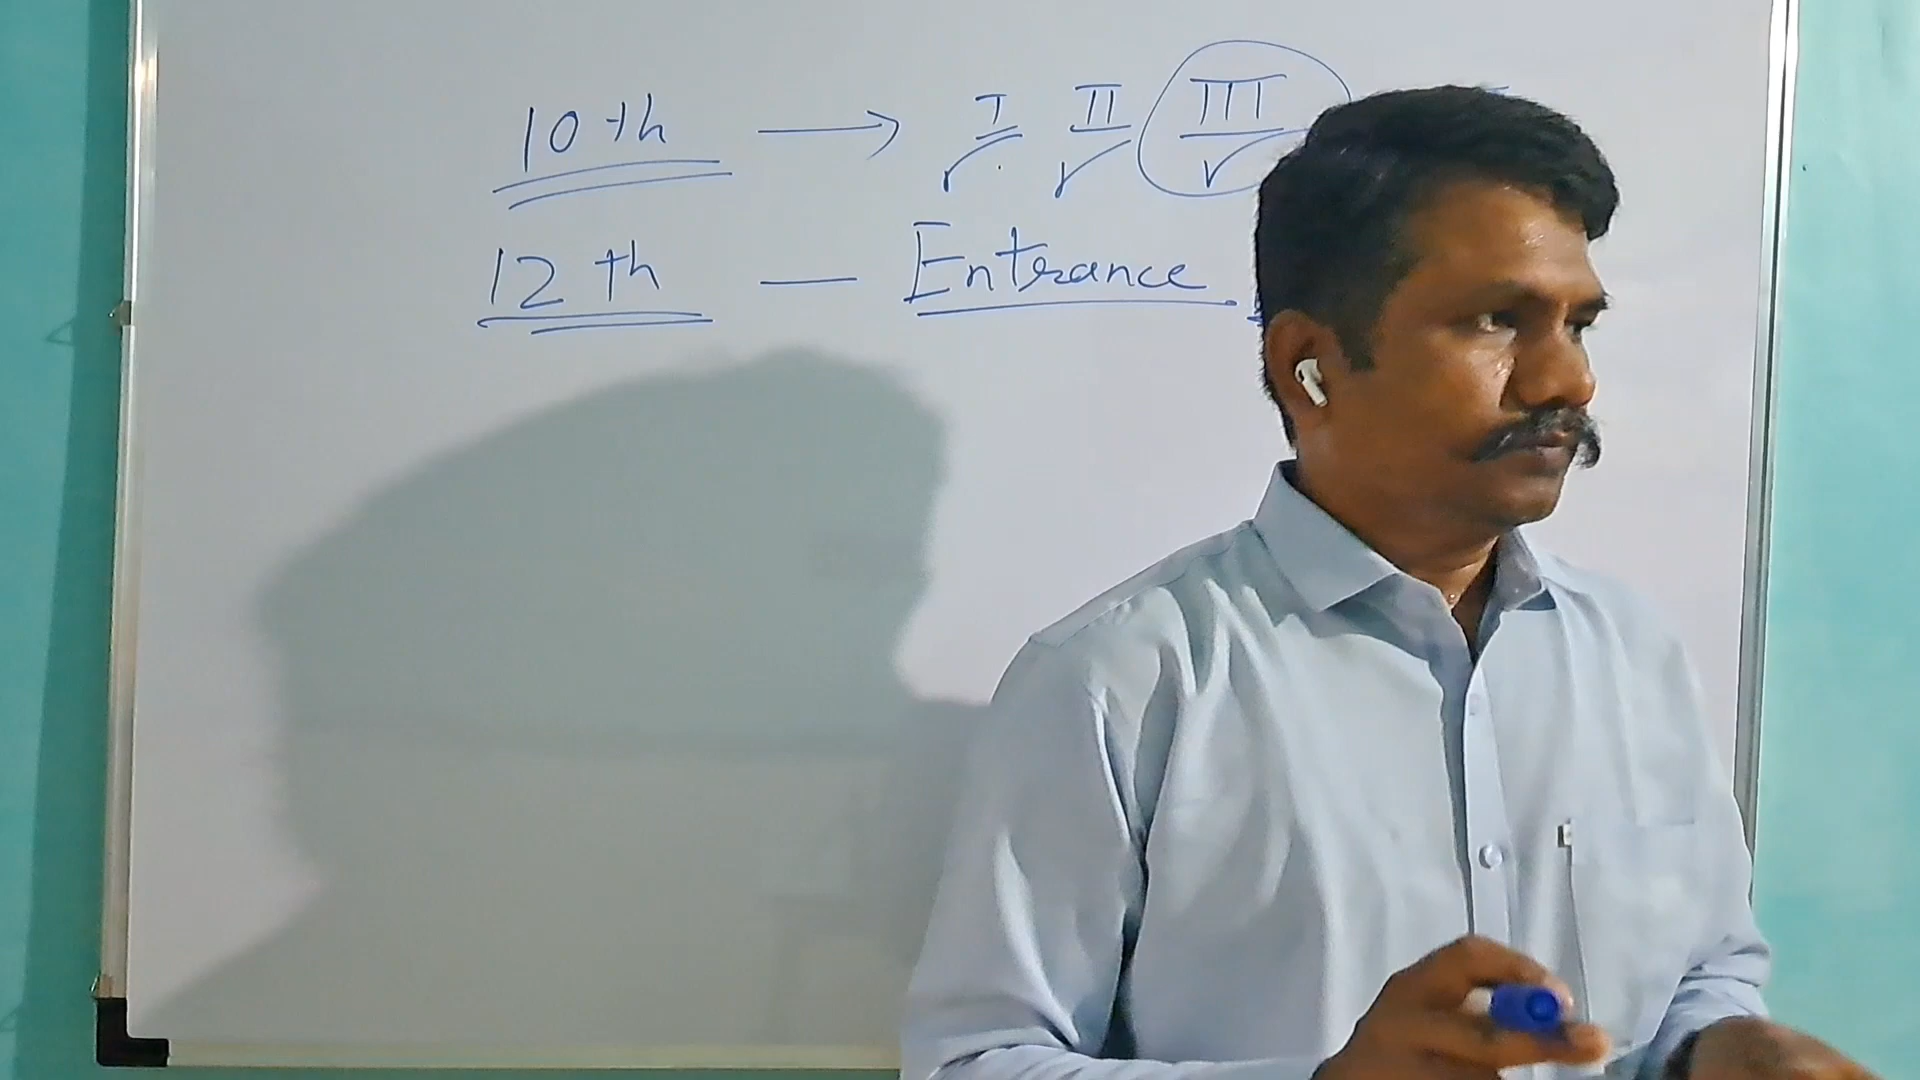 10th → I II III
12th — Entrance